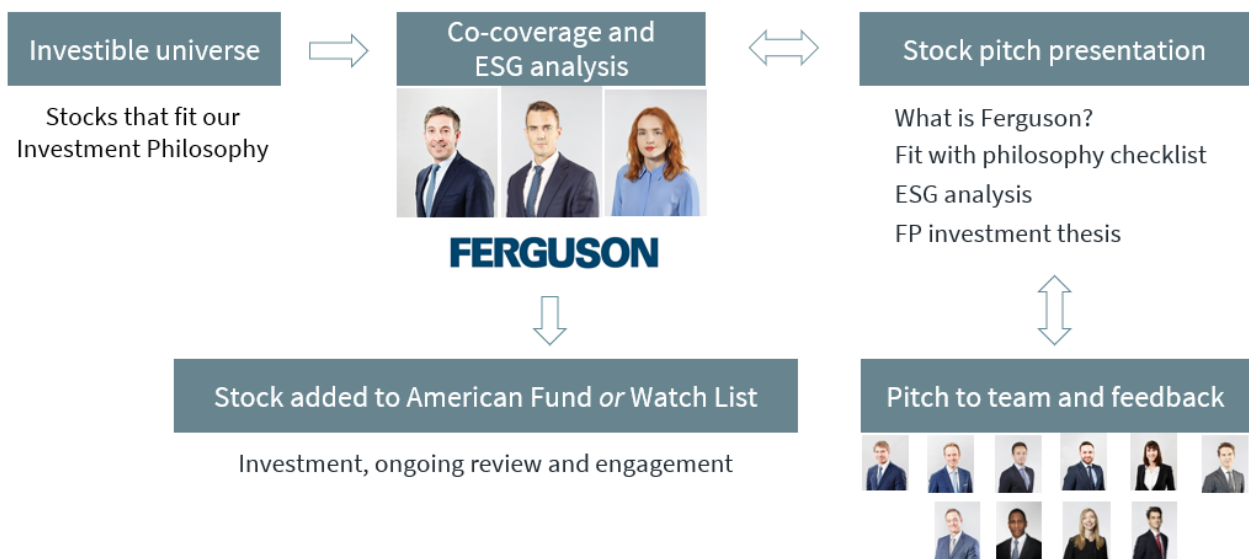 Investible universe
Stocks that fit our
Investment Philosophy
Co-coverage and
ESG analysis
FERGUSON
Stock pitch presentation
What is Ferguson?
Fit with philosophy checklist
ESG analysis
FP investment thesis
Stock added to American Fund or Watch List
Investment, ongoing review and engagement
Pitch to team and feedback